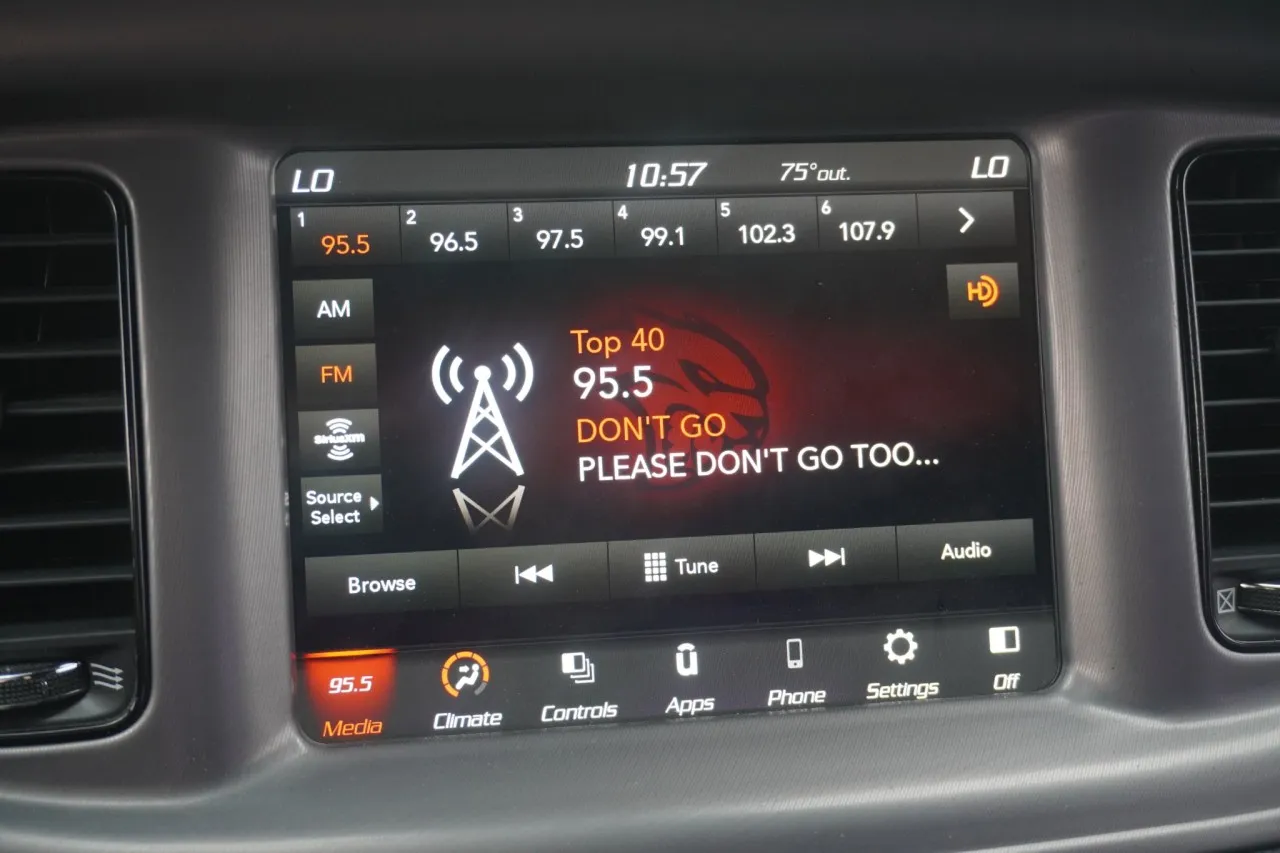 LO 10:57 75°out. LO
1 95.5 2 96.5 3 97.5 4 99.1 5 102.3 6 107.9
AM
HD
Top 40
FM
95.5
DON'T GO
SiriusXM
PLEASE DON'T GO TOO...
Source
Select
Browse Tune Audio
95.5
Media Climate Controls û Apps Phone Settings Off